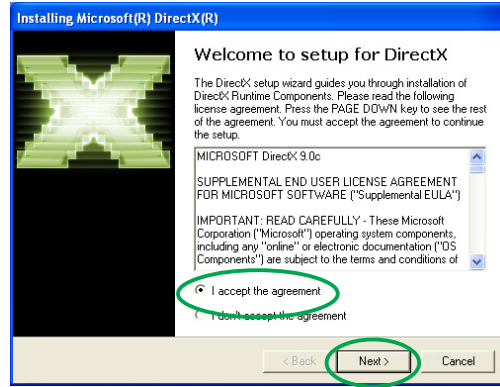 Installing Microsoft(R) DirectX(R)
Welcome to setup for DirectX
The DirectX setup wizard guides you through installation of
DirectX Runtime Components. Please read the following
license agreement. Press the PAGE DOWN key to see the rest
of the agreement. You must accept the agreement to continue
the setup.
MICROSOFT DirectX 9.0c
SUPPLEMENTAL END USER LICENSE AGREEMENT
FOR MICROSOFT SOFTWARE ("Supplemental EULA")
IMPORTANT: READ CAREFULLY - These Microsoft
Corporation ("Microsoft") operating system components,
including any "online" or electronic documentation ("OS
Components") are subject to the terms and conditions of
I accept the agreement
I don't accept the agreement
< Back Next > Cancel